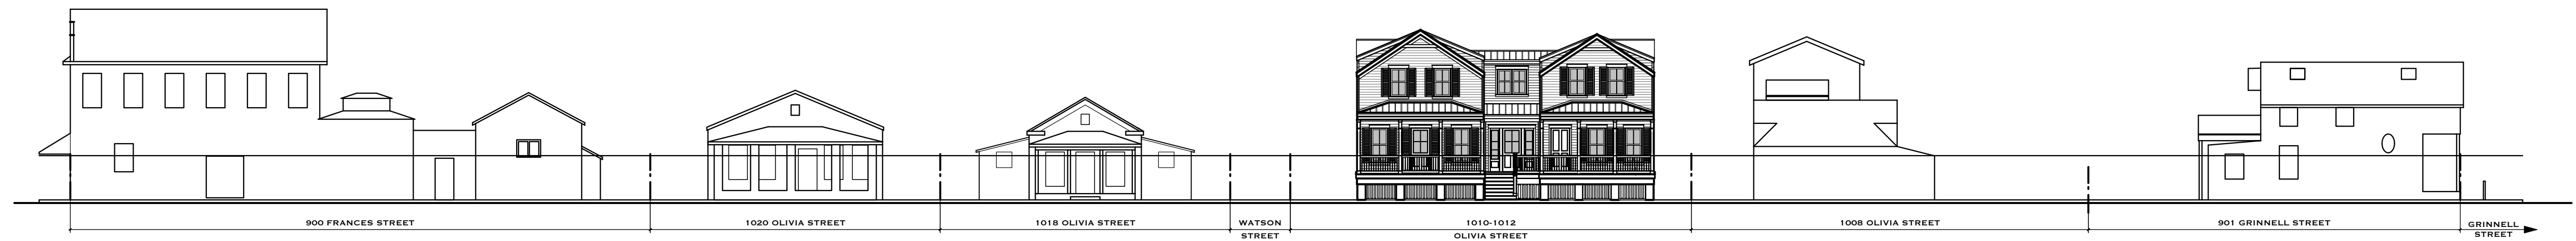 900 FRANCES STREET
1020 OLIVIA STREET
1018 OLIVIA STREET
WATSON
STREET
1010-1012
OLIVIA STREET
1008 OLIVIA STREET
901 GRINNELL STREET
GRINNELL
STREET